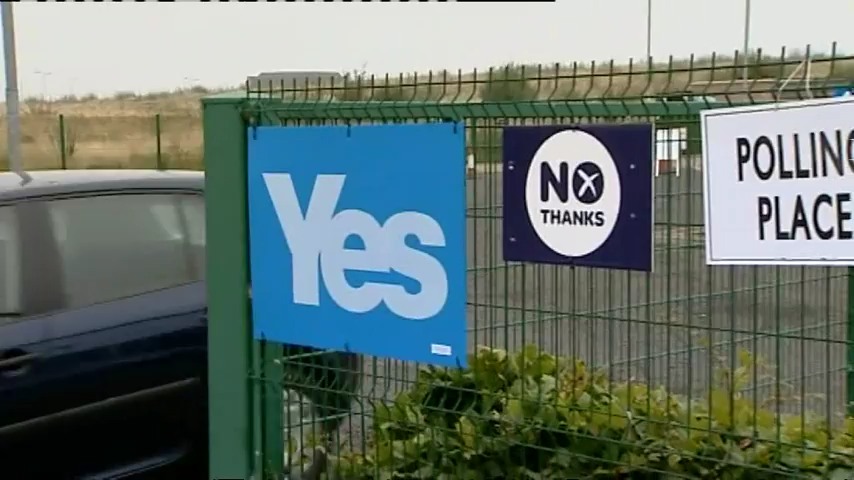 Yes
NO
THANKS
POLLING
PLACE